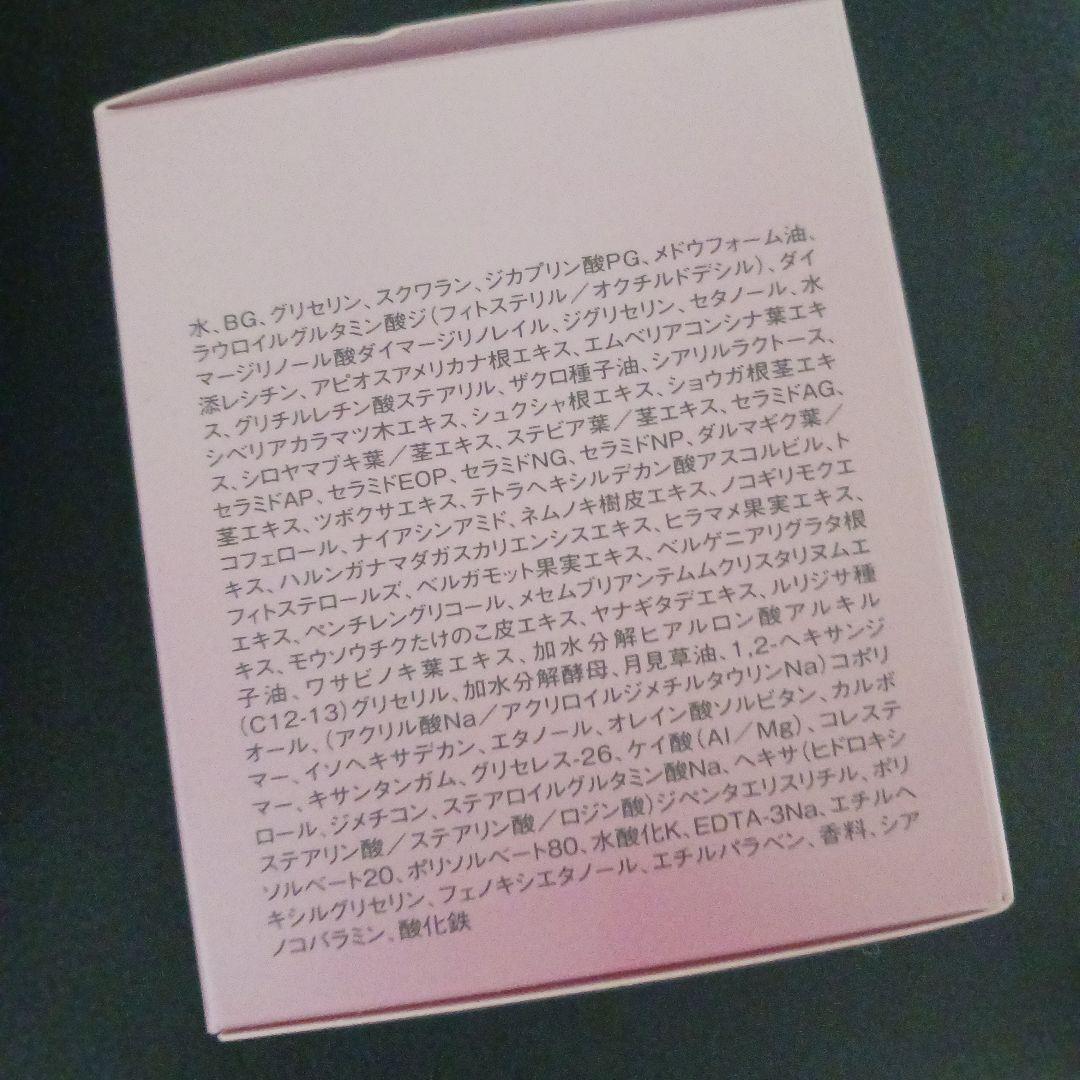 水、BG、グリセリン、スクワラン、ジカプリン酸PG、メドウフォーム油、
ラウロイルグルタミン酸ジ(フィトステリル／オクチルドデシル)、ダイ
マージリノール酸ダイマージリノレイル、ジグリセリン、セタノール、水
添レシチン、アピオスアメリカナ根エキス、エムベリアコンシナ葉エキ
ス、グリチルレチン酸ステアリル、ザクロ種子油、シアリルラクトース、
シベリアカラマツ木エキス、シュクシャ根エキス、ショウガ根茎エキ
ス、シロヤマブキ葉／茎エキス、ステビア葉／茎エキス、セラミドAG、
セラミドAP、セラミドEOP、セラミドNG、セラミドNP、ダルマギク葉／
茎エキス、ツボクサエキス、テトラヘキシルデカン酸アスコルビル、ト
コフェロール、ナイアシンアミド、ネムノキ樹皮エキス、ノコギリモクエ
キス、ハルンガナマダガスカリエンシスエキス、ヒラマメ果実エキス、
フィトステロールズ、ベルガモット果実エキス、ベルゲニアリグラタ根
エキス、ペンチレングリコール、メセムブリアンテムムクリスタリヌムエ
キス、モウソウチクたけのこ皮エキス、ヤナギタデエキス、ルリジサ種
子油、ワサビノキ葉エキス、加水分解ヒアルロン酸アルキル
(C12-13)グリセリル、加水分解酵母、月見草油、1,2-ヘキサンジ
オール、(アクリル酸Na／アクリロイルジメチルタウリンNa)コポリ
マー、イソヘキサデカン、エタノール、オレイン酸ソルビタン、カルボ
マー、キサンタンガム、グリセレス-26、ケイ酸(Al／Mg)、コレステ
ロール、ジメチコン、ステアロイルグルタミン酸Na、ヘキサ(ヒドロキシ
ステアリン酸／ステアリン酸／ロジン酸)ジペンタエリスリチル、ポリ
ソルベート20、ポリソルベート80、水酸化K、EDTA-3Na、エチルヘ
キシルグリセリン、フェノキシエタノール、エチルパラベン、香料、シア
ノコバラミン、酸化鉄